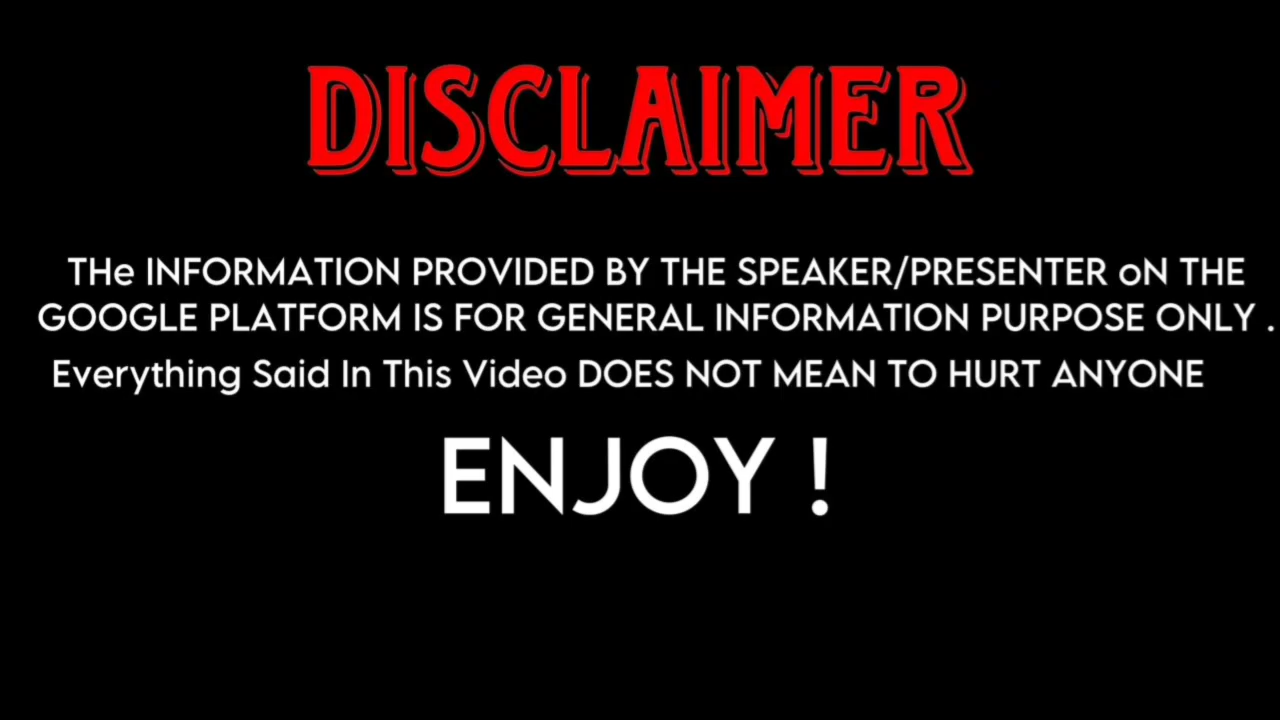 DISCLAIMER
THe INFORMATION PROVIDED BY THE SPEAKER/PRESENTER oN THE
GOOGLE PLATFORM IS FOR GENERAL INFORMATION PURPOSE ONLY .
Everything Said In This Video DOES NOT MEAN TO HURT ANYONE
ENJOY !